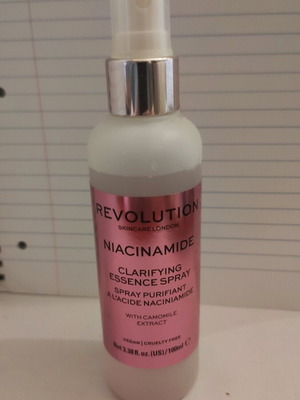 REVOLUTION
SKINCARE LONDON
NIACINAMIDE
CLARIFYING
ESSENCE SPRAY
SPRAY PURIFIANT
À L'ACIDE NACINIAMIDE
WITH CAMOMILE
EXTRACT
VEGAN | CRUELTY FREE
3.38 fl. oz. (US)/100ml ℮